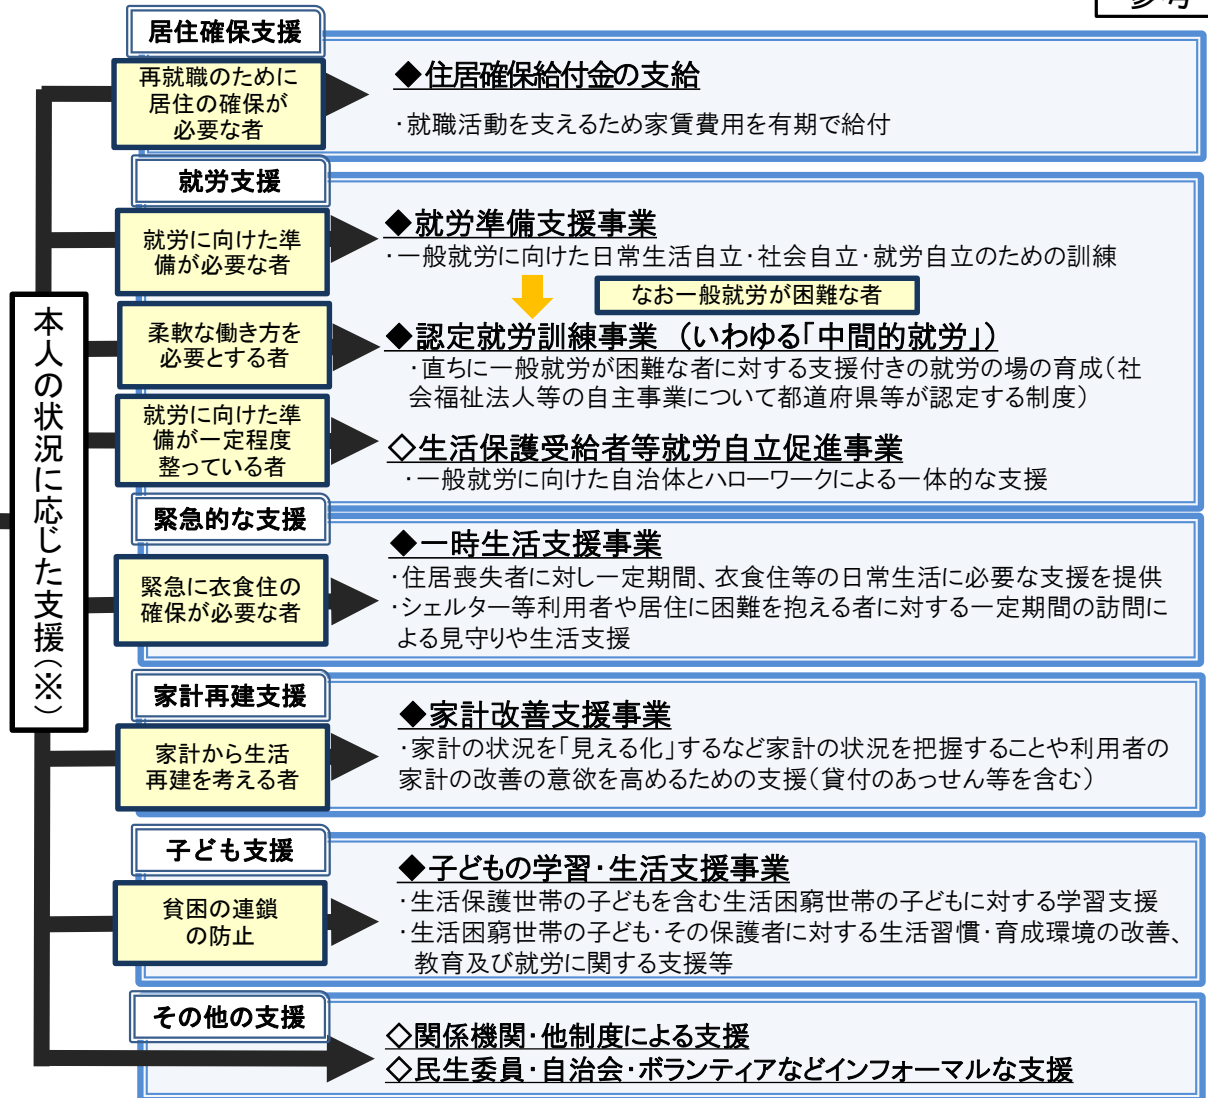 参考
居住確保支援
再就職のために
居住の確保が
必要な者
◆住居確保給付金の支給
・就職活動を支えるため家賃費用を有期で給付
就労支援
就労に向けた準
備が必要な者
◆就労準備支援事業
・一般就労に向けた日常生活自立・社会自立・就労自立のための訓練
なお一般就労が困難な者
柔軟な働き方を
必要とする者
◆認定就労訓練事業 (いわゆる「中間的就労」)
・直ちに一般就労が困難な者に対する支援付きの就労の場の育成(社
会福祉法人等の自主事業について都道府県等が認定する制度)
就労に向けた準
備が一定程度
整っている者
◇生活保護受給者等就労自立促進事業
・一般就労に向けた自治体とハローワークによる一体的な支援
本人の状況に応じた支援(※)
緊急的な支援
緊急に衣食住の
確保が必要な者
◆一時生活支援事業
・住居喪失者に対し一定期間、衣食住等の日常生活に必要な支援を提供
・シェルター等利用者や居住に困難を抱える者に対する一定期間の訪問に
よる見守りや生活支援
家計再建支援
家計から生活
再建を考える者
◆家計改善支援事業
・家計の状況を「見える化」するなど家計の状況を把握することや利用者の
家計の改善の意欲を高めるための支援(貸付のあっせん等を含む)
子ども支援
貧困の連鎖
の防止
◆子どもの学習・生活支援事業
・生活保護世帯の子どもを含む生活困窮世帯の子どもに対する学習支援
・生活困窮世帯の子ども・その保護者に対する生活習慣・育成環境の改善、
教育及び就労に関する支援等
その他の支援
◇関係機関・他制度による支援
◇民生委員・自治会・ボランティアなどインフォーマルな支援